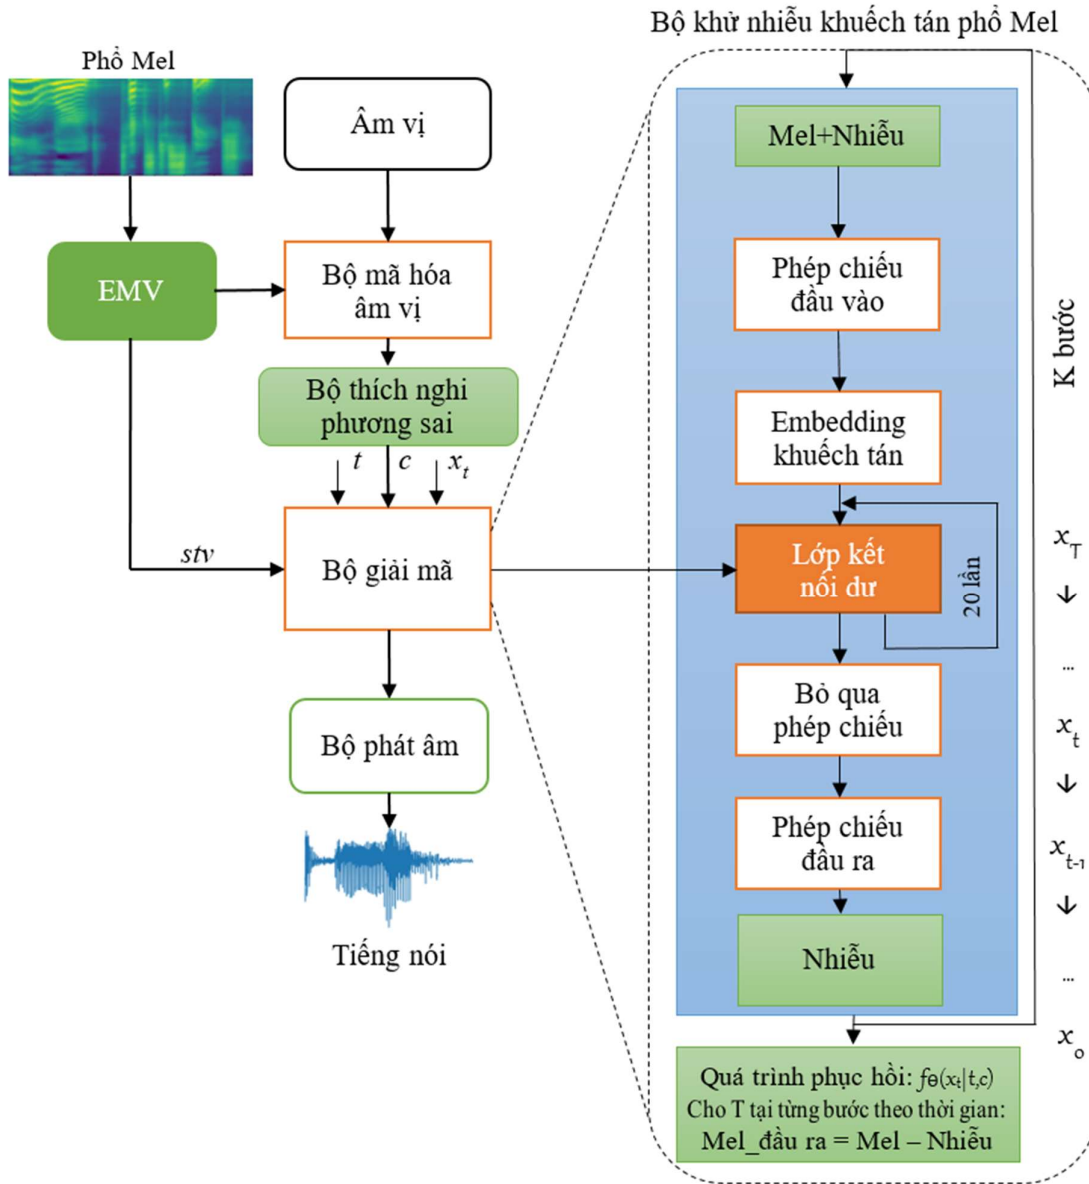 Bộ khử nhiễu khuếch tán phổ Mel
Phổ Mel
Âm vị
EMV
Bộ mã hóa
âm vị
Bộ thích nghi
phương sai
t
c
x_t
stv
Bộ giải mã
Bộ phát âm
Tiếng nói
Mel+Nhiễu
Phép chiếu
đầu vào
Embedding
khuếch tán
Lớp kết
nối dư
20 lần
Bỏ qua
phép chiếu
Phép chiếu
đầu ra
Nhiễu
K bước
x_T
...
x_t
x_t-1
...
x_o
Quá trình phục hồi: fθ(xₜ|t,c)
Cho T tại từng bước theo thời gian:
Mel_đầu ra = Mel – Nhiễu